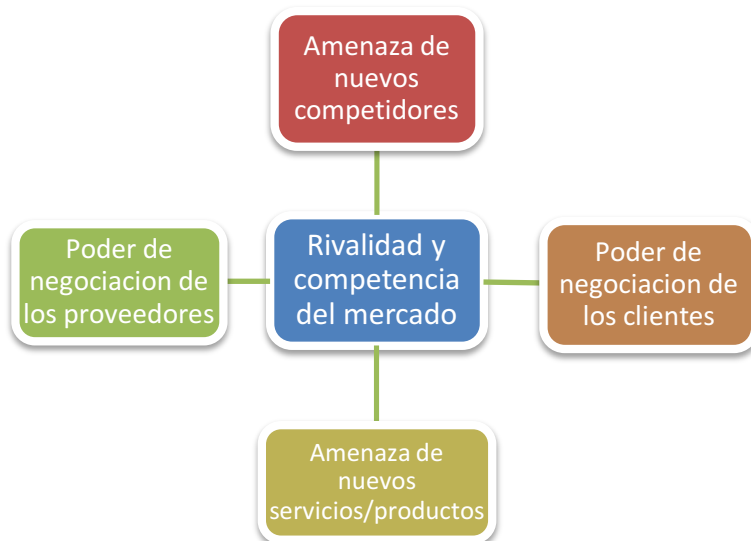 Amenaza de
nuevos
competidores
Poder de
negociacion de
los proveedores
Rivalidad y
competencia
del mercado
Poder de
negociacion de
los clientes
Amenaza de
nuevos
servicios/productos